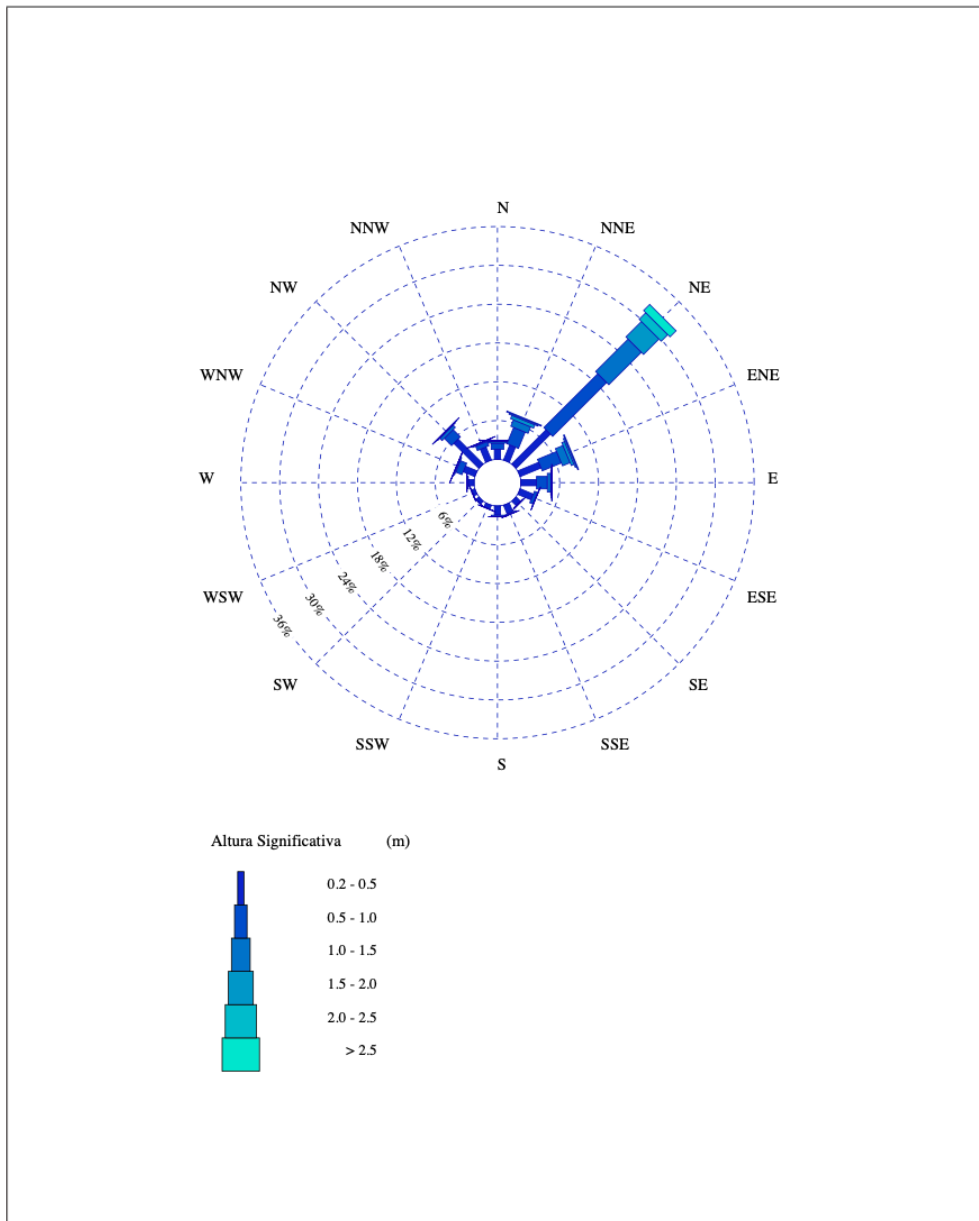 N
NNW
NNE
NW
NE
WNW
ENE
W
E
6%
12%
18%
24%
30%
36%
WSW
ESE
SW
SE
SSW
SSE
S
Altura Significativa (m)
0.2 - 0.5
0.5 - 1.0
1.0 - 1.5
1.5 - 2.0
2.0 - 2.5
> 2.5